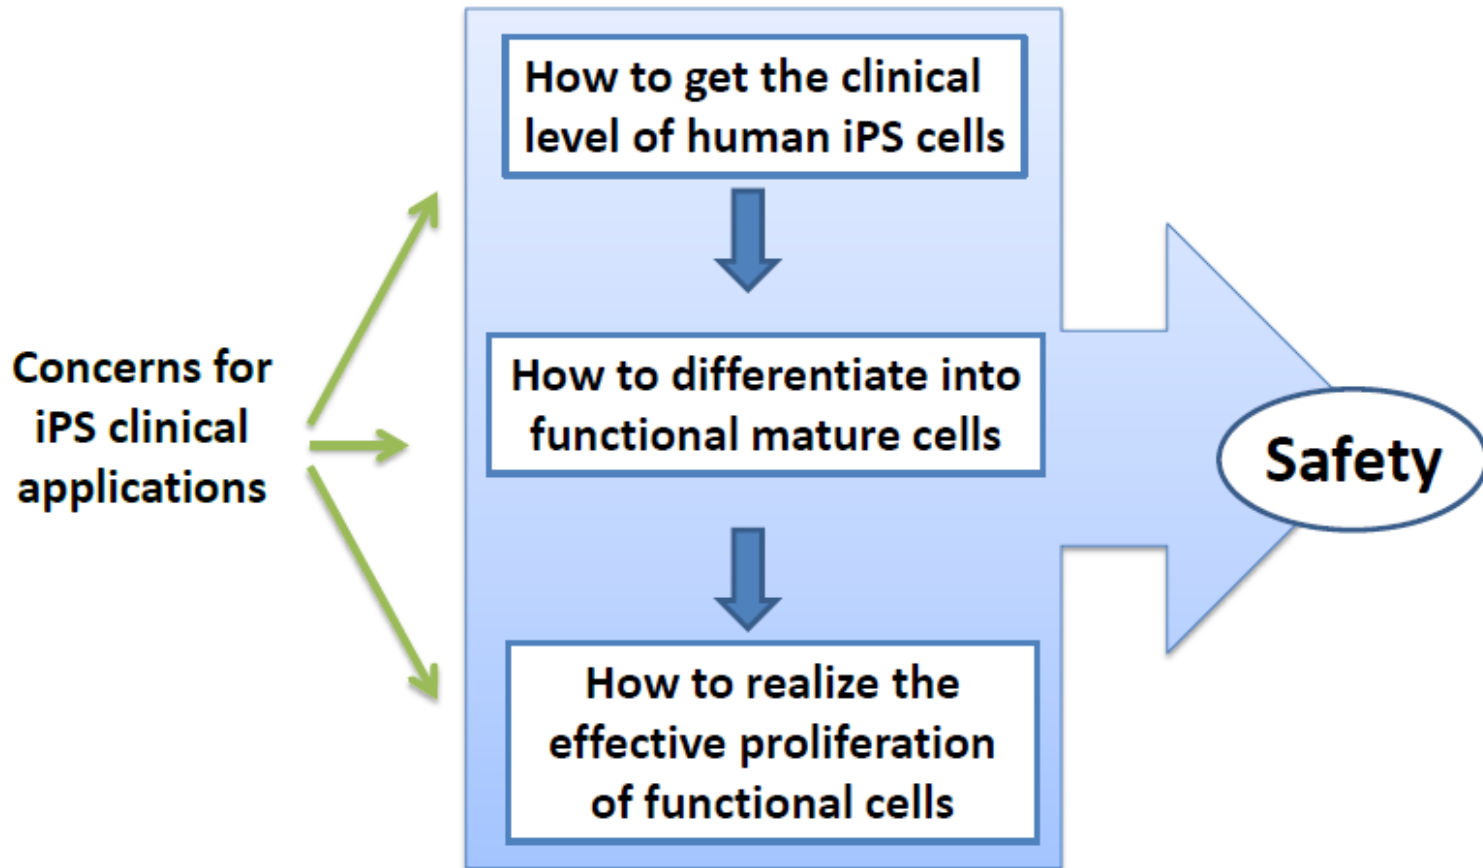 How to get the clinical
level of human iPS cells
Concerns for
iPS clinical
applications
How to differentiate into
functional mature cells
Safety
How to realize the
effective proliferation
of functional cells